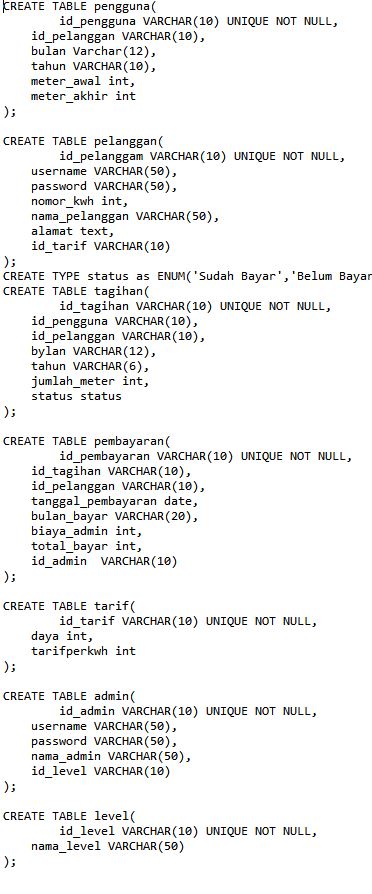 CREATE TABLE pengguna(
id_pengguna VARCHAR(10) UNIQUE NOT NULL,
id_pelanggan VARCHAR(10),
bulan Varchar(12),
tahun VARCHAR(10),
meter_awal int,
meter_akhir int
);
CREATE TABLE pelanggan(
id_pelanggam VARCHAR(10) UNIQUE NOT NULL,
username VARCHAR(50),
password VARCHAR(50),
nomor_kwh int,
nama_pelanggan VARCHAR(50),
alamat text,
id_tarif VARCHAR(10)
);
CREATE TYPE status as ENUM('Sudah Bayar','Belum Bayar
CREATE TABLE tagihan(
id_tagihan VARCHAR(10) UNIQUE NOT NULL,
id_pengguna VARCHAR(10),
id_pelanggan VARCHAR(10),
bylan VARCHAR(12),
tahun VARCHAR(6),
jumlah_meter int,
status status
);
CREATE TABLE pembayaran(
id_pembayaran VARCHAR(10) UNIQUE NOT NULL,
id_tagihan VARCHAR(10),
id_pelanggan VARCHAR(10),
tanggal_pembayaran date,
bulan_bayar VARCHAR(20),
biaya_admin int,
total_bayar int,
id_admin  VARCHAR(10)
);
CREATE TABLE tarif(
id_tarif VARCHAR(10) UNIQUE NOT NULL,
daya int,
tarifperkwh int
);
CREATE TABLE admin(
id_admin VARCHAR(10) UNIQUE NOT NULL,
username VARCHAR(50),
password VARCHAR(50),
nama_admin VARCHAR(50),
id_level VARCHAR(10)
);
CREATE TABLE level(
id_level VARCHAR(10) UNIQUE NOT NULL,
nama_level VARCHAR(50)
);